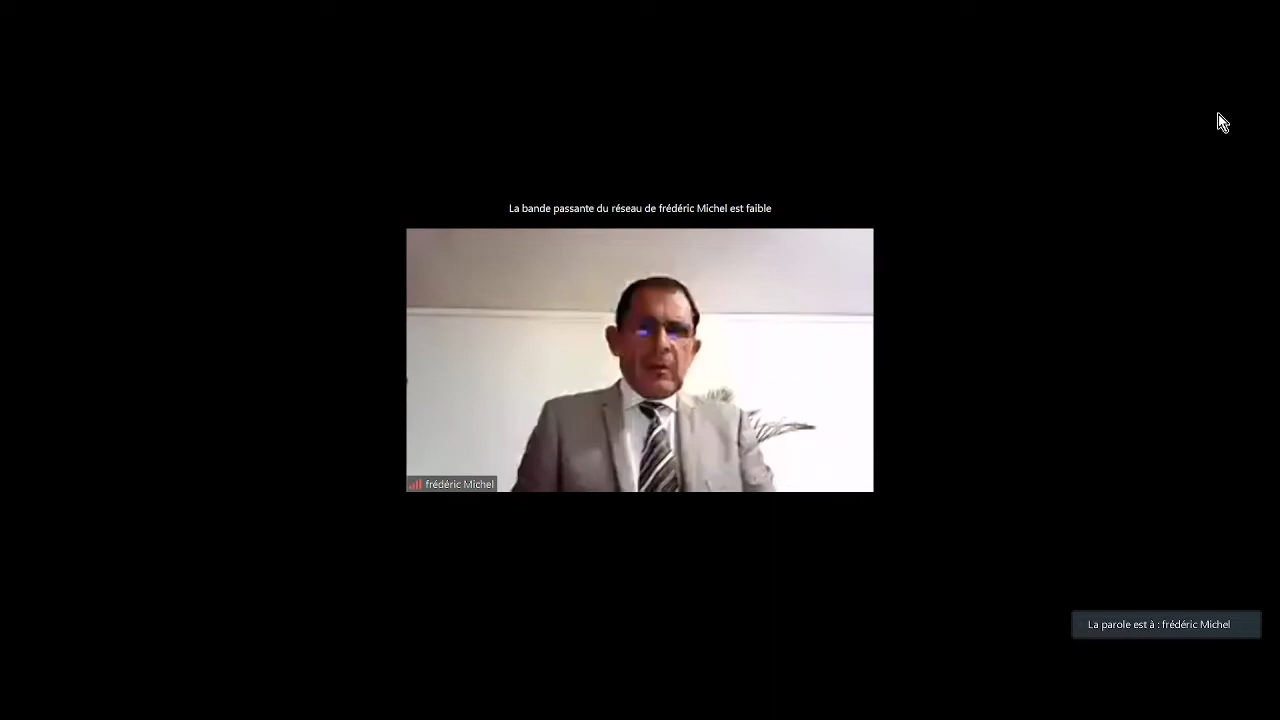 La bande passante du réseau de frédéric Michel est faible
frédéric Michel
La parole est à : frédéric Michel